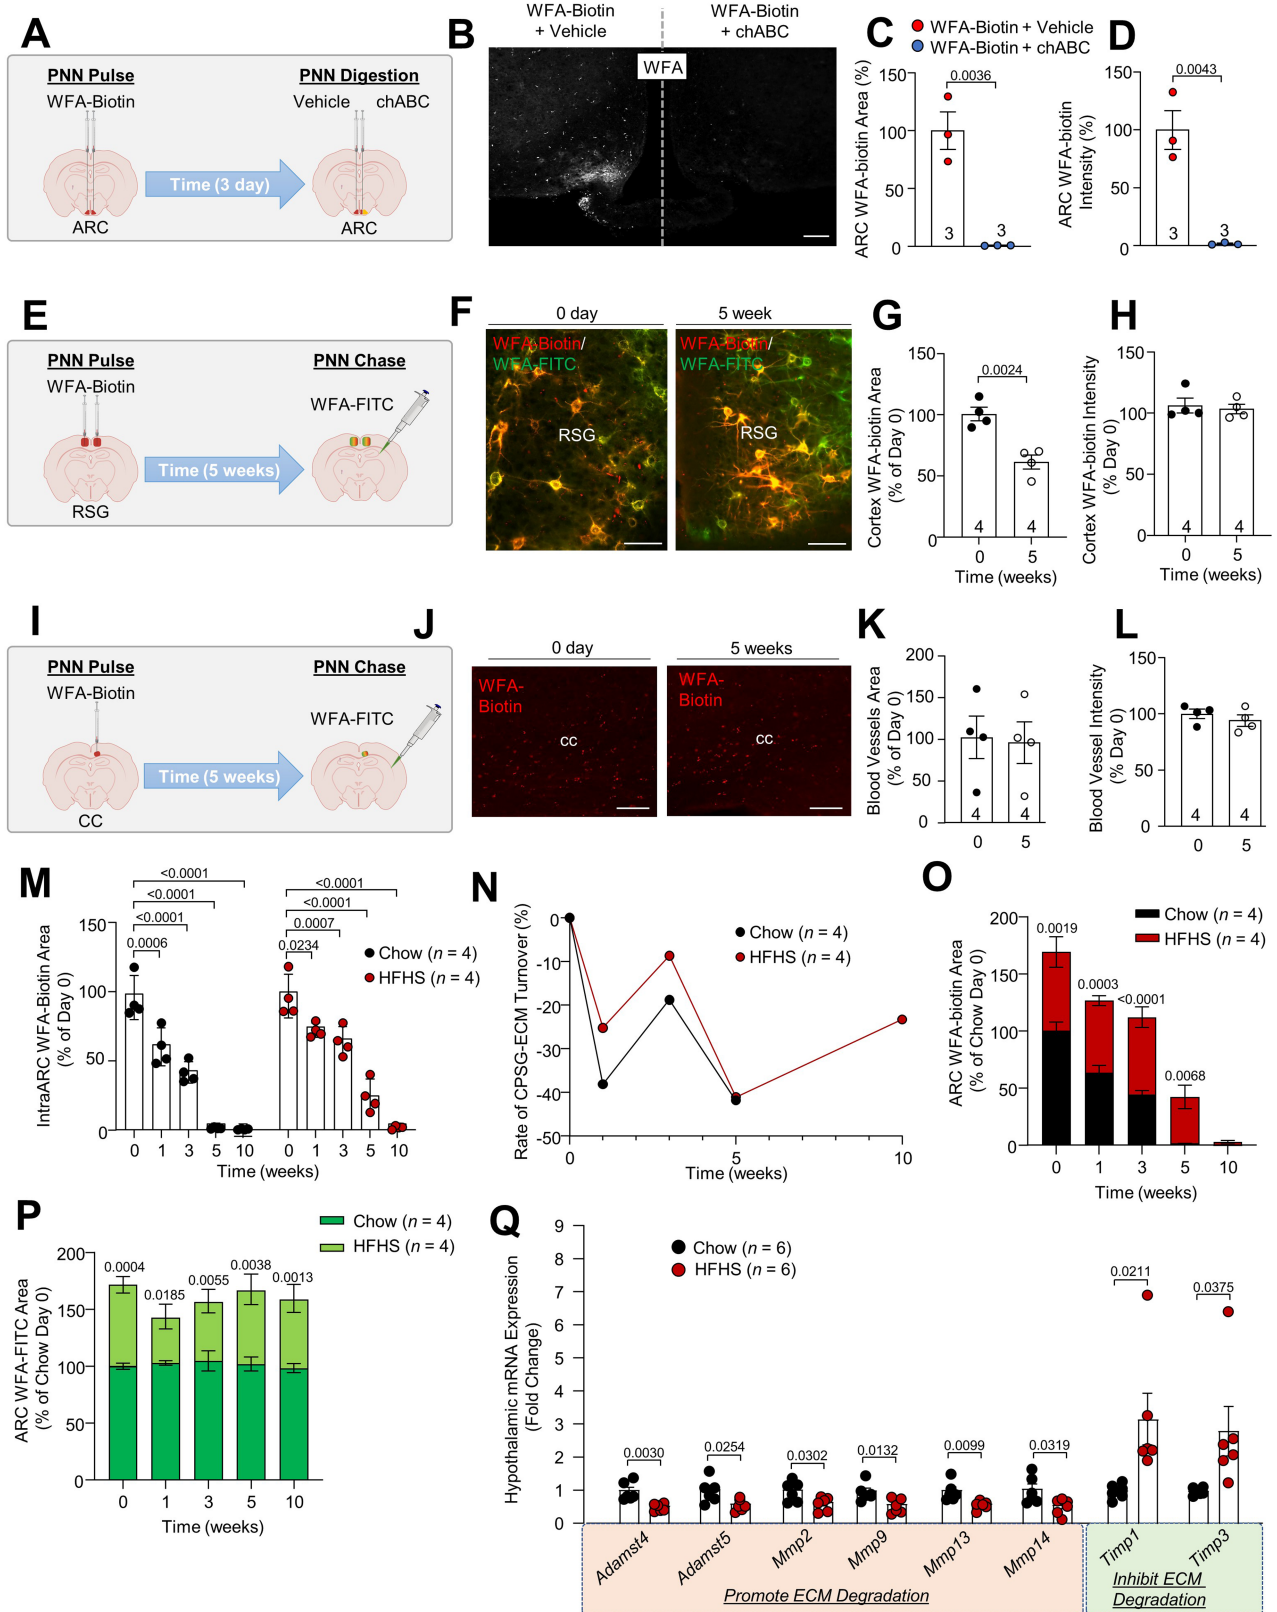 A
PNN Pulse
WFA-Biotin
ARC
Time (3 day)
PNN Digestion
Vehicle chABC
ARC
B
WFA-Biotin
+ Vehicle
WFA-Biotin
+ chABC
WFA
C
WFA-Biotin + Vehicle
WFA-Biotin + chABC
ARC WFA-biotin Area (%)
150
100
50
0
0.0036
3
3
D
ARC WFA-biotin
Intensity (%)
150
100
50
0
0.0043
3
3
E
PNN Pulse
WFA-Biotin
RSG
Time (5 weeks)
PNN Chase
WFA-FITC
F
0 day
5 week
WFA-Biotin/
WFA-FITC
RSG
WFA-Biotin/
WFA-FITC
RSG
G
Cortex WFA-biotin Area
(% of Day 0)
150
100
50
0
0.0024
4
4
0 5
Time (weeks)
H
Cortex WFA-biotin Intensity
(% Day 0)
150
100
50
0
4
4
0 5
Time (weeks)
I
PNN Pulse
WFA-Biotin
CC
Time (5 weeks)
PNN Chase
WFA-FITC
J
0 day
5 weeks
WFA-
Biotin
cc
WFA-
Biotin
cc
K
Blood Vessels Area
(% of Day 0)
200
150
100
50
0
4
4
0 5
L
Blood Vessel Intensity
(% Day 0)
150
100
50
0
4
4
0 5
M
IntraARC WFA-Biotin Area
(% of Day 0)
150
100
50
0
<0.0001
<0.0001
<0.0001
0.0006
<0.0001
<0.0001
0.0007
0.0234
Chow (n = 4)
HFHS (n = 4)
0 1 3 5 10 0 1 3 5 10
Time (weeks)
N
Rate of CPSG-ECM Turnover (%)
0
-10
-20
-30
-40
-50
Chow (n = 4)
HFHS (n = 4)
0 5 10
Time (weeks)
O
ARC WFA-biotin Area
(% of Chow Day 0)
200
150
100
50
0
Chow (n = 4)
HFHS (n = 4)
0.0019
0.0003
<0.0001
0.0068
0 1 3 5 10
Time (weeks)
P
Chow (n = 4)
HFHS (n = 4)
ARC WFA-FITC Area
(% of Chow Day 0)
200
150
100
50
0
0.0004
0.0185
0.0055
0.0038
0.0013
0 1 3 5 10
Time (weeks)
Q
Hypothalamic mRNA Expression
(Fold Change)
9
8
7
6
5
4
3
2
1
0
Chow (n = 6)
HFHS (n = 6)
0.0030
0.0254
0.0302
0.0132
0.0099
0.0319
0.0211
0.0375
Adamst4
Adamst5
Mmp2
Mmp9
Mmp13
Mmp14
Timp1
Timp3
Promote ECM Degradation
Inhibit ECM
Degradation